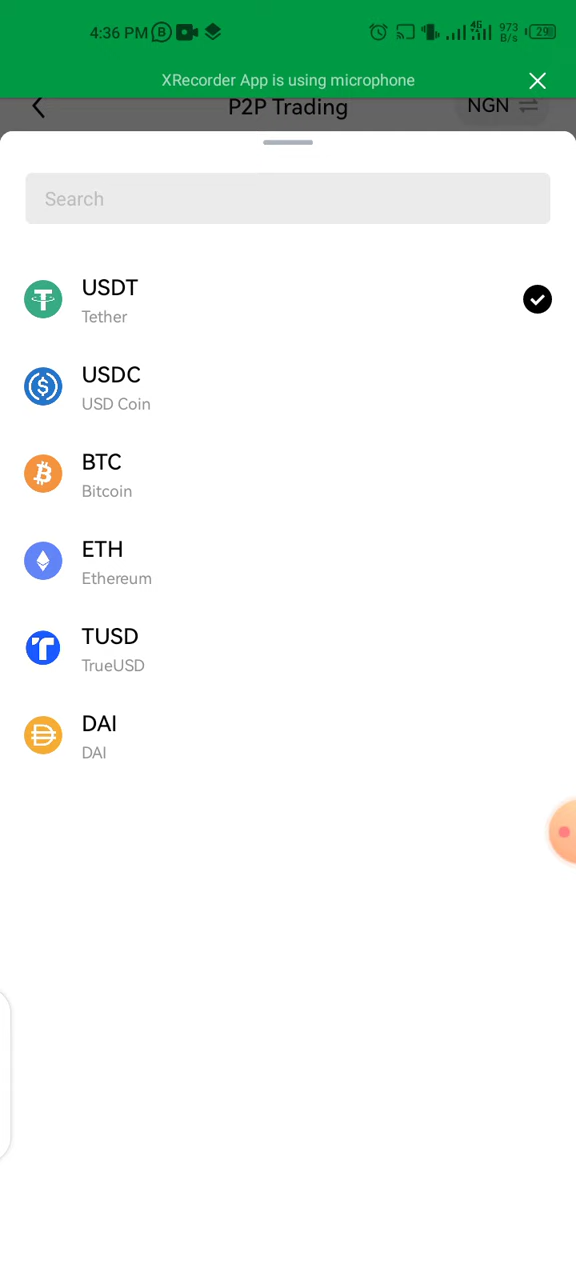 4:36 PM
4G
973 B/s
29
XRecorder App is using microphone
P2P Trading
NGN
Search
USDT
Tether
USDC
USD Coin
BTC
Bitcoin
ETH
Ethereum
TUSD
TrueUSD
DAI
DAI